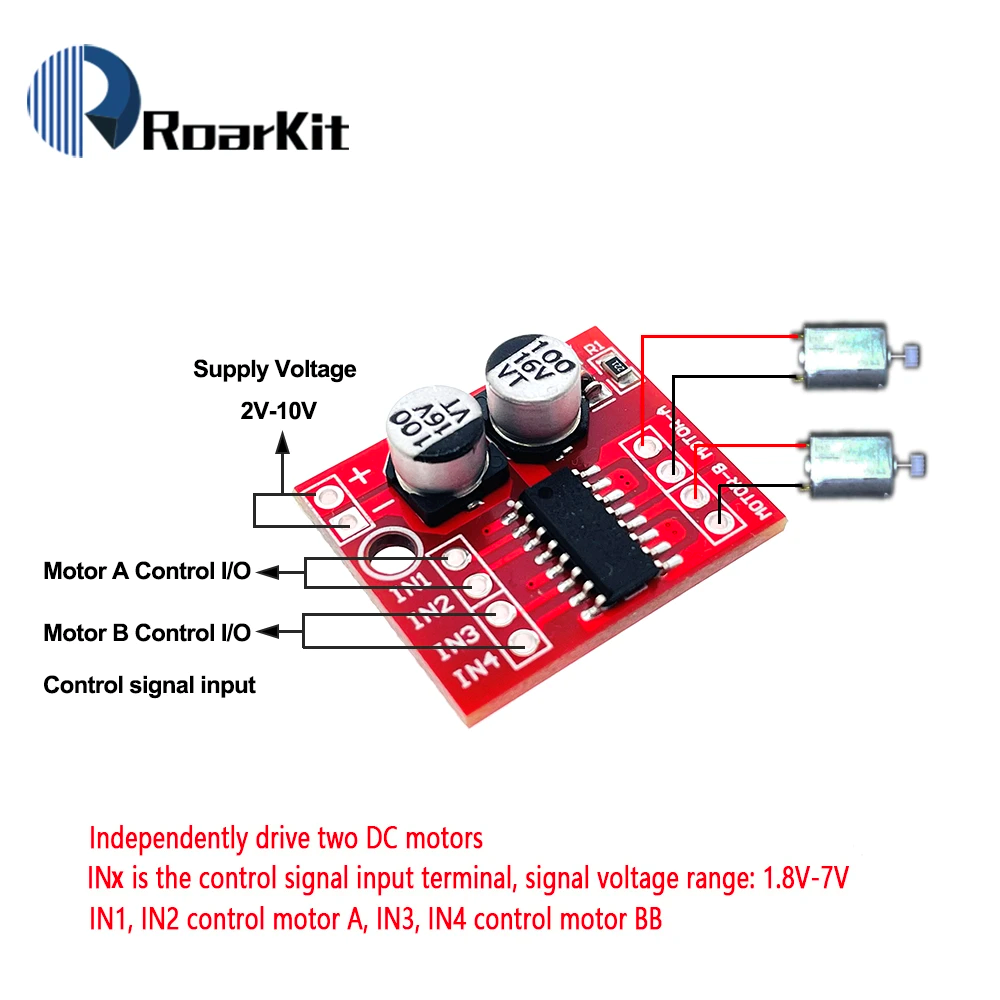 RoarKit
Supply Voltage
2V-10V
Motor A Control I/O
Motor B Control I/O
Control signal input
100
16V
VT
100
16V
VT
R1
+
−
IN1
IN2
IN3
IN4
MOTOR-A
MOTOR-B
Independently drive two DC motors
INx is the control signal input terminal, signal voltage range: 1.8V-7V
IN1, IN2 control motor A, IN3, IN4 control motor BB